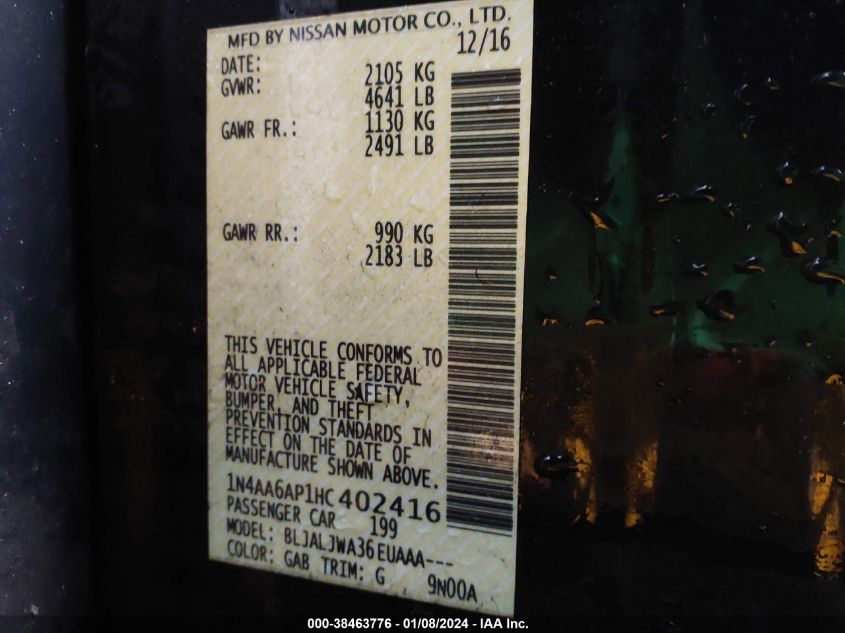 MFD BY NISSAN MOTOR CO., LTD.
DATE: 12/16
GVWR: 2105 KG
4641 LB
GAWR FR.: 1130 KG
2491 LB
GAWR RR.: 990 KG
2183 LB
THIS VEHICLE CONFORMS TO
ALL APPLICABLE FEDERAL
MOTOR VEHICLE SAFETY,
BUMPER, AND THEFT
PREVENTION STANDARDS IN
EFFECT ON THE DATE OF
MANUFACTURE SHOWN ABOVE.
1N4AA6AP1HC402416
PASSENGER CAR 199
MODEL: BLJALJWA36EUAAA---
COLOR: GAB TRIM: G 9N00A
000-38463776 - 01/08/2024 - IAA Inc.